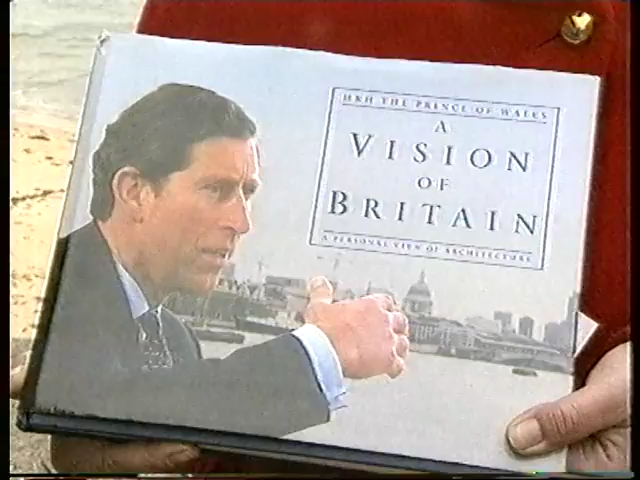 HRH THE PRINCE OF WALES
A
VISION
OF
BRITAIN
A PERSONAL VIEW OF ARCHITECTURE